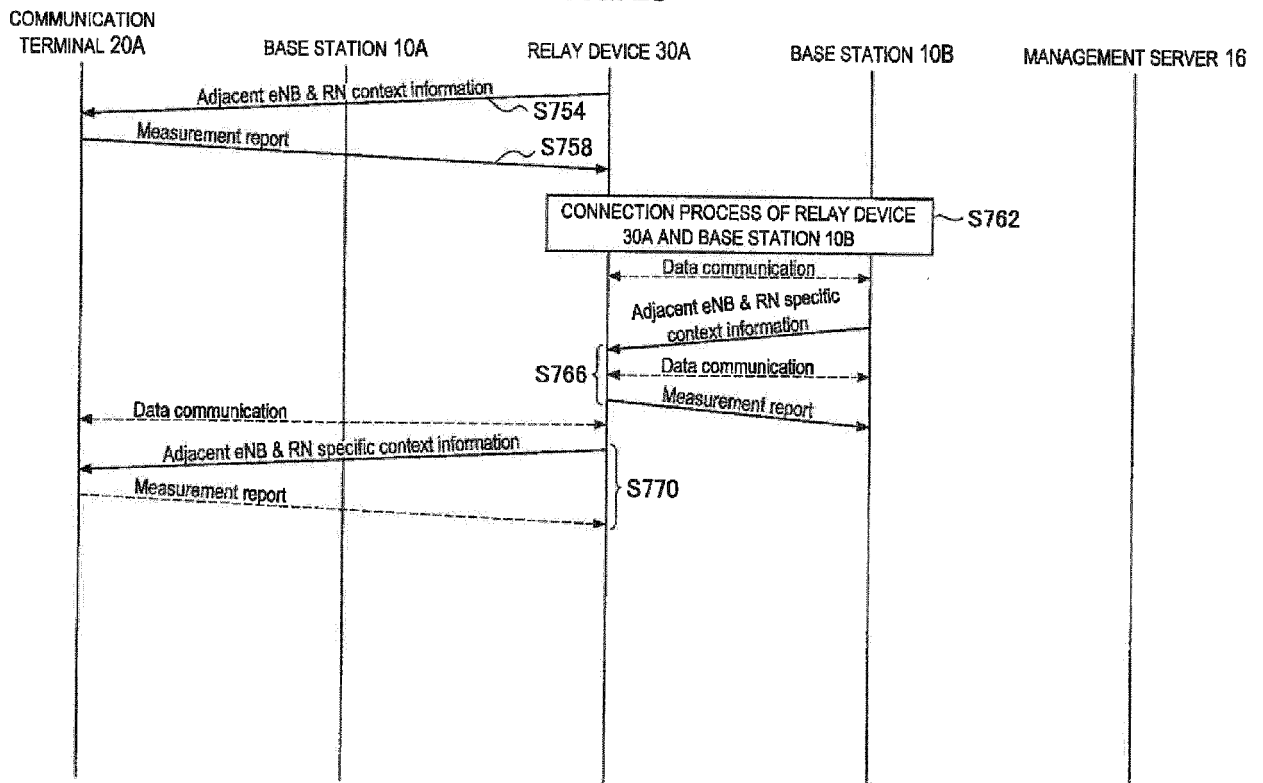 COMMUNICATION
TERMINAL 20A
BASE STATION 10A
RELAY DEVICE 30A
BASE STATION 10B
MANAGEMENT SERVER 16
Adjacent eNB & RN context information
S754
Measurement report
S758
CONNECTION PROCESS OF RELAY DEVICE
30A AND BASE STATION 10B
S762
Data communication
Adjacent eNB & RN specific
context information
S766
Data communication
Measurement report
Data communication
Adjacent eNB & RN specific context information
S770
Measurement report